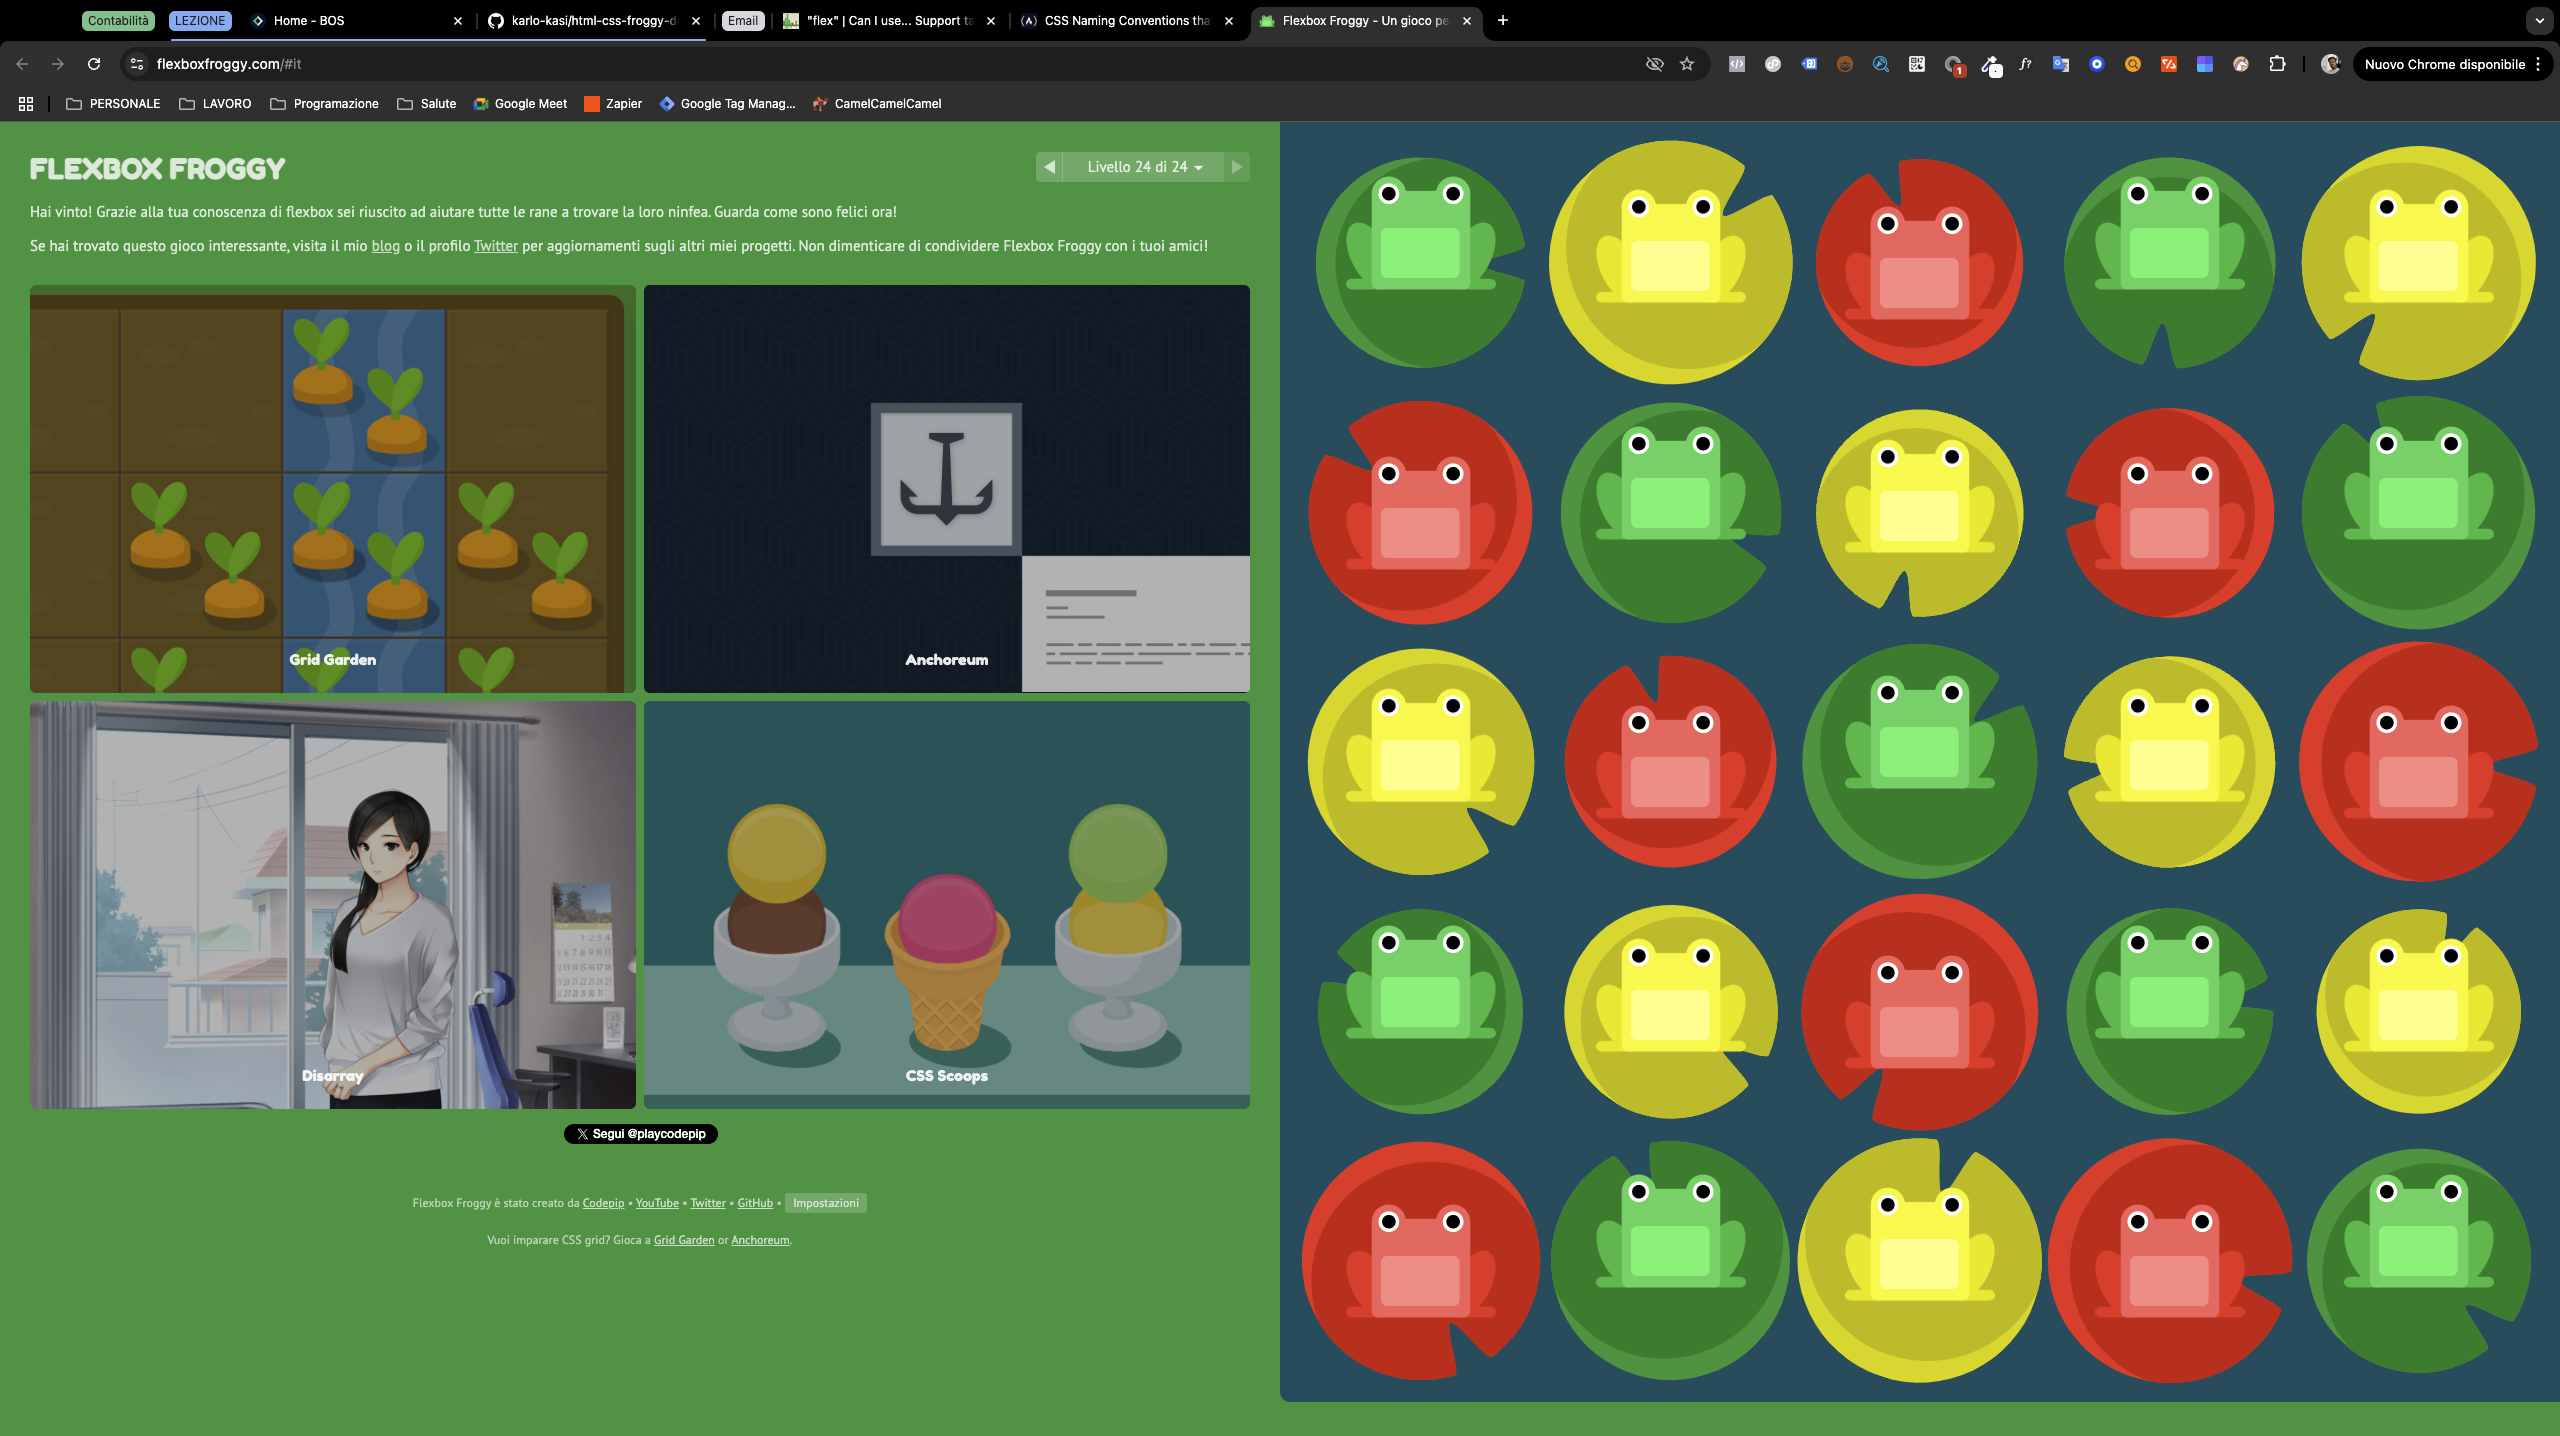 Contabilità LEZIONE Home - BOS karlo-kasi/html-css-froggy-d Email "flex" | Can I use... Support ta CSS Naming Conventions tha Flexbox Froggy - Un gioco pe
flexboxfroggy.com/#it
Nuovo Chrome disponibile
PERSONALE LAVORO Programazione Salute Google Meet Zapier Google Tag Manag... CamelCamelCamel
FLEXBOX FROGGY
Livello 24 di 24
Hai vinto! Grazie alla tua conoscenza di flexbox sei riuscito ad aiutare tutte le rane a trovare la loro ninfea. Guarda come sono felici ora!
Se hai trovato questo gioco interessante, visita il mio blog o il profilo Twitter per aggiornamenti sugli altri miei progetti. Non dimenticare di condividere Flexbox Froggy con i tuoi amici!
Grid Garden
Anchoreum
Disarray
CSS Scoops
Segui @playcodepip
Flexbox Froggy è stato creato da Codepip • YouTube • Twitter • GitHub • Impostazioni
Vuoi imparare CSS grid? Gioca a Grid Garden or Anchoreum.